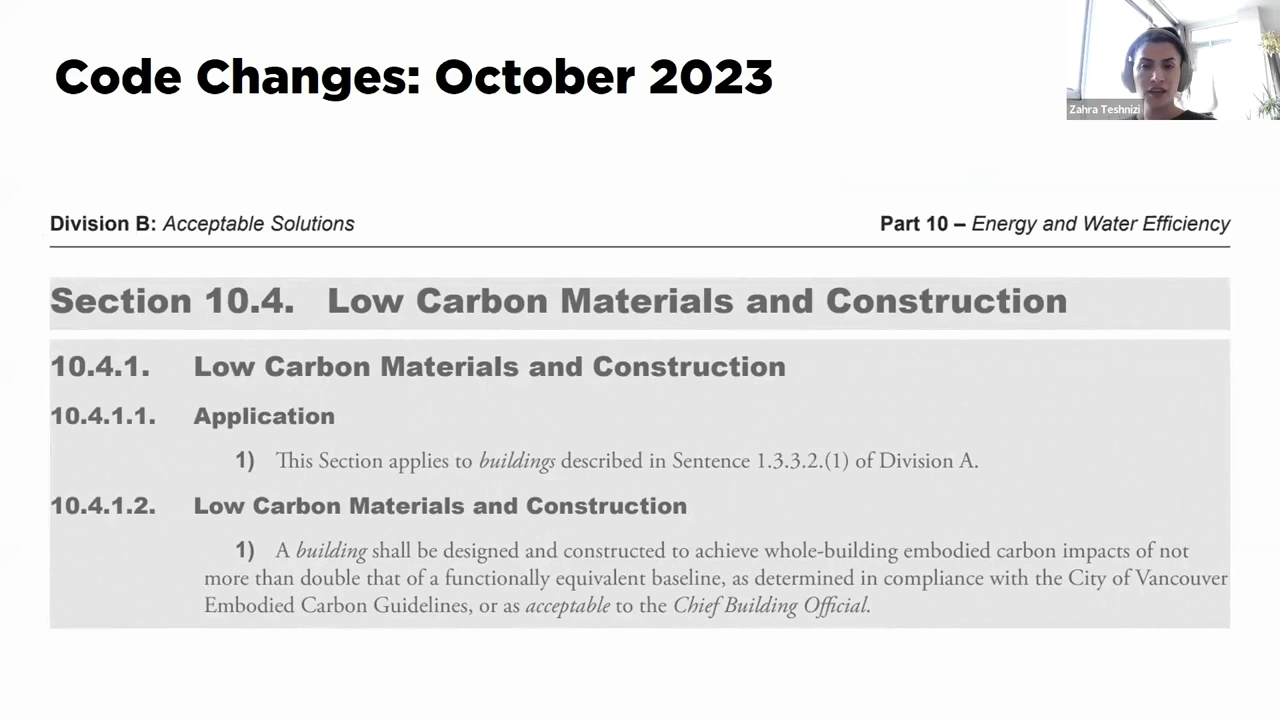 Code Changes: October 2023
Zahra Teshnizi
Division B: Acceptable Solutions
Part 10 – Energy and Water Efficiency
Section 10.4. Low Carbon Materials and Construction
10.4.1. Low Carbon Materials and Construction
10.4.1.1. Application
1) This Section applies to buildings described in Sentence 1.3.3.2.(1) of Division A.
10.4.1.2. Low Carbon Materials and Construction
1) A building shall be designed and constructed to achieve whole-building embodied carbon impacts of not
more than double that of a functionally equivalent baseline, as determined in compliance with the City of Vancouver
Embodied Carbon Guidelines, or as acceptable to the Chief Building Official.